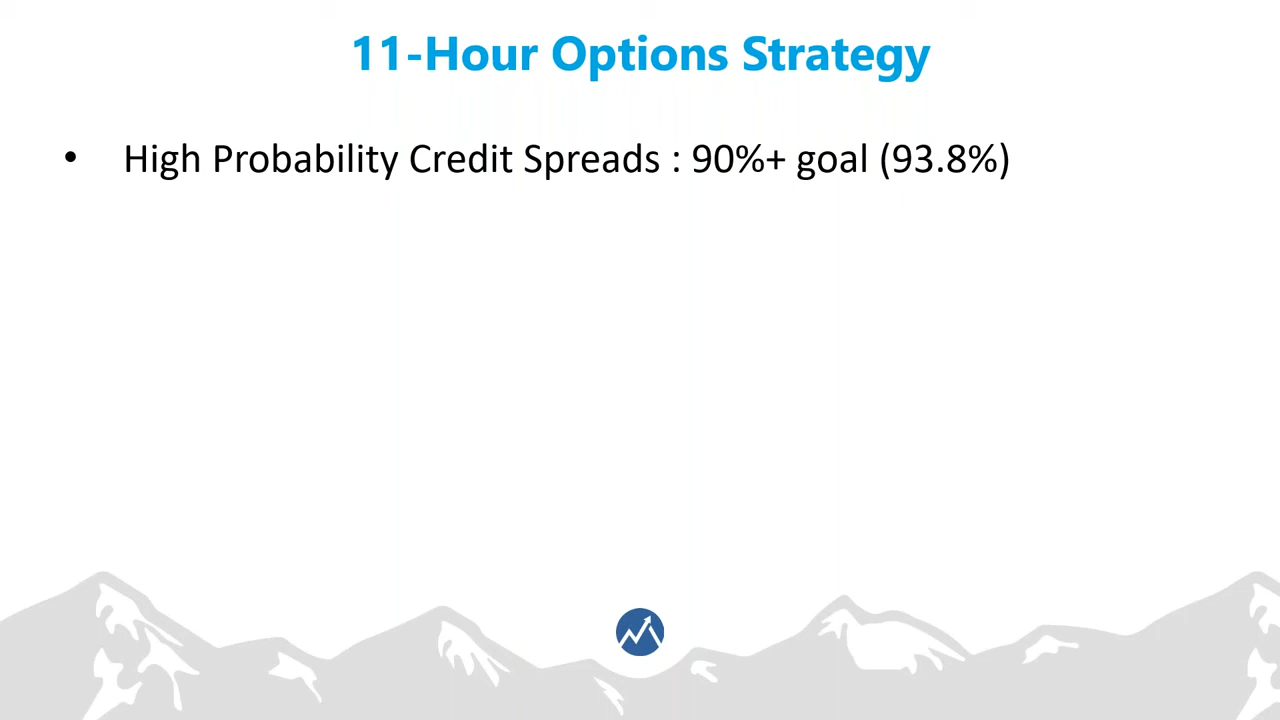 11-Hour Options Strategy
• High Probability Credit Spreads : 90%+ goal (93.8%)